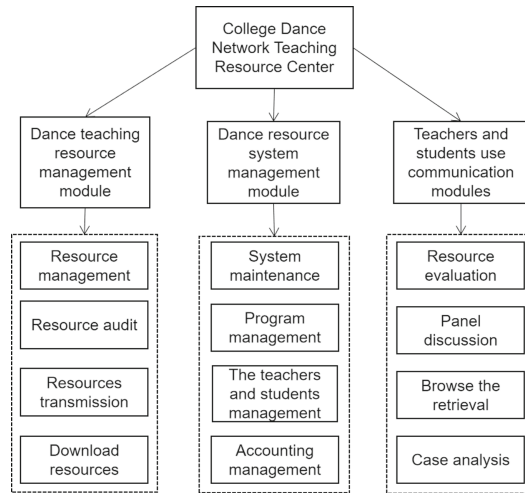 College Dance
Network Teaching
Resource Center
Dance teaching
resource
management
module
Dance resource
system
management
module
Teachers and
students use
communication
modules
Resource
management
Resource audit
Resources
transmission
Download
resources
System
maintenance
Program
management
The teachers
and students
management
Accounting
management
Resource
evaluation
Panel
discussion
Browse the
retrieval
Case analysis